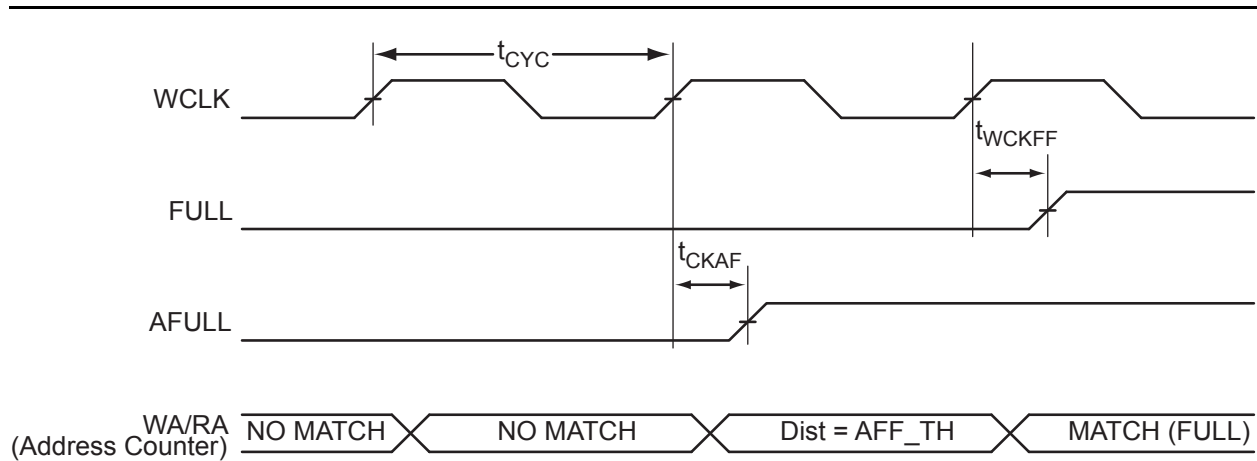 tCYC
WCLK
tWCKFF
FULL
tCKAF
AFULL
WA/RA
(Address Counter)
NO MATCH
NO MATCH
Dist = AFF_TH
MATCH (FULL)